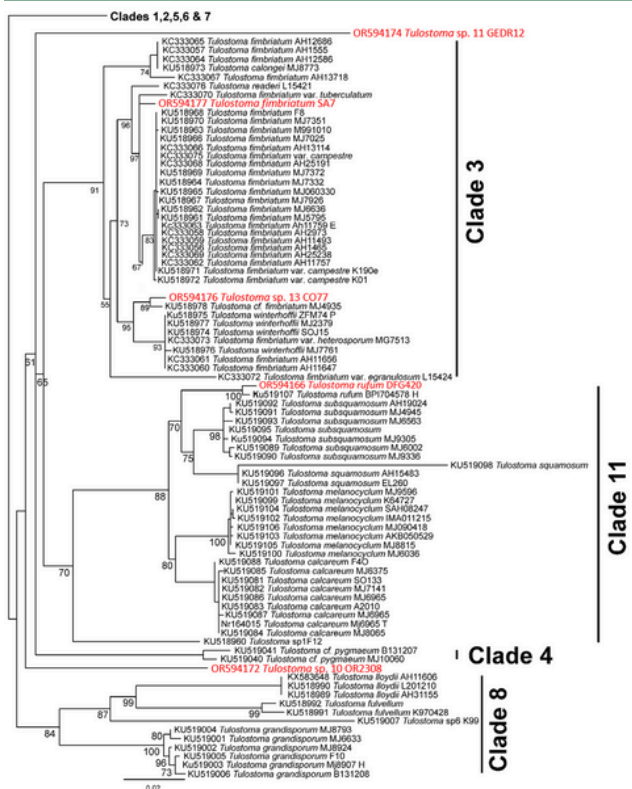 Clades 1,2,5,6 & 7
OR594174 Tulostoma sp. 11 GEDR12
KC333065 Tulostoma fimbriatum AH12686
KC333057 Tulostoma fimbriatum AH1555
KC333064 Tulostoma fimbriatum AH12586
KU518973 Tulostoma calongei MJ8773
74
KC333067 Tulostoma fimbriatum AH13718
KC333076 Tulostoma readeri L15421
KC333070 Tulostoma fimbriatum var. tuberculatum
OR594177 Tulostoma fimbriatum SA7
KU518968 Tulostoma fimbriatum F8
KU518970 Tulostoma fimbriatum MJ7351
96
KU518963 Tulostoma fimbriatum M991010
KU518966 Tulostoma fimbriatum MJ7025
KC333066 Tulostoma fimbriatum AH13114
KC333075 Tulostoma fimbriatum var. campestre
97
KC333068 Tulostoma fimbriatum AH25191
KU518969 Tulostoma fimbriatum MJ7372
KU518964 Tulostoma fimbriatum MJ7332
91
KU518965 Tulostoma fimbriatum MJ060330
KU518967 Tulostoma fimbriatum MJ7926
KU518962 Tulostoma fimbriatum MJ6636
KU518961 Tulostoma fimbriatum MJ5795
73
Kc333063 Tulostoma fimbriatum Ah11759 E
KC333058 Tulostoma fimbriatum AH2973
83
KC333059 Tulostoma fimbriatum AH11493
KC333056 Tulostoma fimbriatum AH1465
KC333069 Tulostoma fimbriatum AH25238
KC333062 Tulostoma fimbriatum AH11757
67
KU518971 Tulostoma fimbriatum var. campestre K190e
KU518972 Tulostoma fimbriatum var. campestre K01
Clade 3
OR594176 Tulostoma sp. 13 CO77
55
89
KU518978 Tulostoma cf. fimbriatum MJ4935
Ku518975 Tulostoma winterhoffii ZFM74 P
KU518977 Tulostoma winterhoffii MJ2379
95
KU518974 Tulostoma winterhoffii SOJ15
KC333073 Tulostoma fimbriatum var. heterosporum MG7513
93
KU518976 Tulostoma winterhoffii MJ7761
KC333061 Tulostoma fimbriatum AH11656
51
KC333060 Tulostoma fimbriatum AH11647
KC333072 Tulostoma fimbriatum var. egranulosum L15424
65
OR594166 Tulostoma rufum DFG420
100
Ku519107 Tulostoma rufum BPI704578 H
KU519092 Tulostoma subsquamosum AH19024
KU519091 Tulostoma subsquamosum MJ4945
KU519093 Tulostoma subsquamosum MJ6563
70
KU519095 Tulostoma subsquamosum
98
Ku519094 Tulostoma subsquamosum MJ9305
KU519089 Tulostoma subsquamosum MJ6002
75
KU519090 Tulostoma subsquamosum MJ9336
KU519098 Tulostoma squamosum
KU519096 Tulostoma squamosum AH15483
KU519097 Tulostoma squamosum EL260
88
KU519101 Tulostoma melanocyclum MJ9596
KU519099 Tulostoma melanocyclum K64727
KU519104 Tulostoma melanocyclum SAH08247
KU519102 Tulostoma melanocyclum IMA011215
KU519106 Tulostoma melanocyclum MJ090418
KU519103 Tulostoma melanocyclum AKB050529
100
KU519105 Tulostoma melanocyclum MJ8815
KU519100 Tulostoma melanocyclum MJ6036
Clade 11
80
KU519088 Tulostoma calcareum F4O
70
KU519085 Tulostoma calcareum MJ6375
KU519081 Tulostoma calcareum SO133
KU519082 Tulostoma calcareum MJ7141
KU519086 Tulostoma calcareum MJ6965
KU519083 Tulostoma calcareum A2010
KU519087 Tulostoma calcareum MJ6965
Nr164015 Tulostoma calcareum Mj6965 T
KU519084 Tulostoma calcareum MJ8065
KU518960 Tulostoma sp1F12
KU519041 Tulostoma cf. pygmaeum B131207
KU519040 Tulostoma cf. pygmaeum MJ10060
Clade 4
OR594172 Tulostoma sp. 10 OR2308
KX583648 Tulostoma lloydii AH11606
KU518990 Tulostoma lloydii L201210
KU518989 Tulostoma lloydii AH31155
99
KU518992 Tulostoma fulvellum
87
99
KU518991 Tulostoma fulvellum K970428
KU519007 Tulostoma sp6 K99
84
KU519004 Tulostoma grandisporum MJ8793
80
KU519001 Tulostoma grandisporum MJ6633
KU519002 Tulostoma grandisporum MJ8924
100
KU519005 Tulostoma grandisporum F10
96
Ku519003 Tulostoma grandisporum Mj8907 H
73
KU519006 Tulostoma grandisporum B131208
Clade 8
0.02